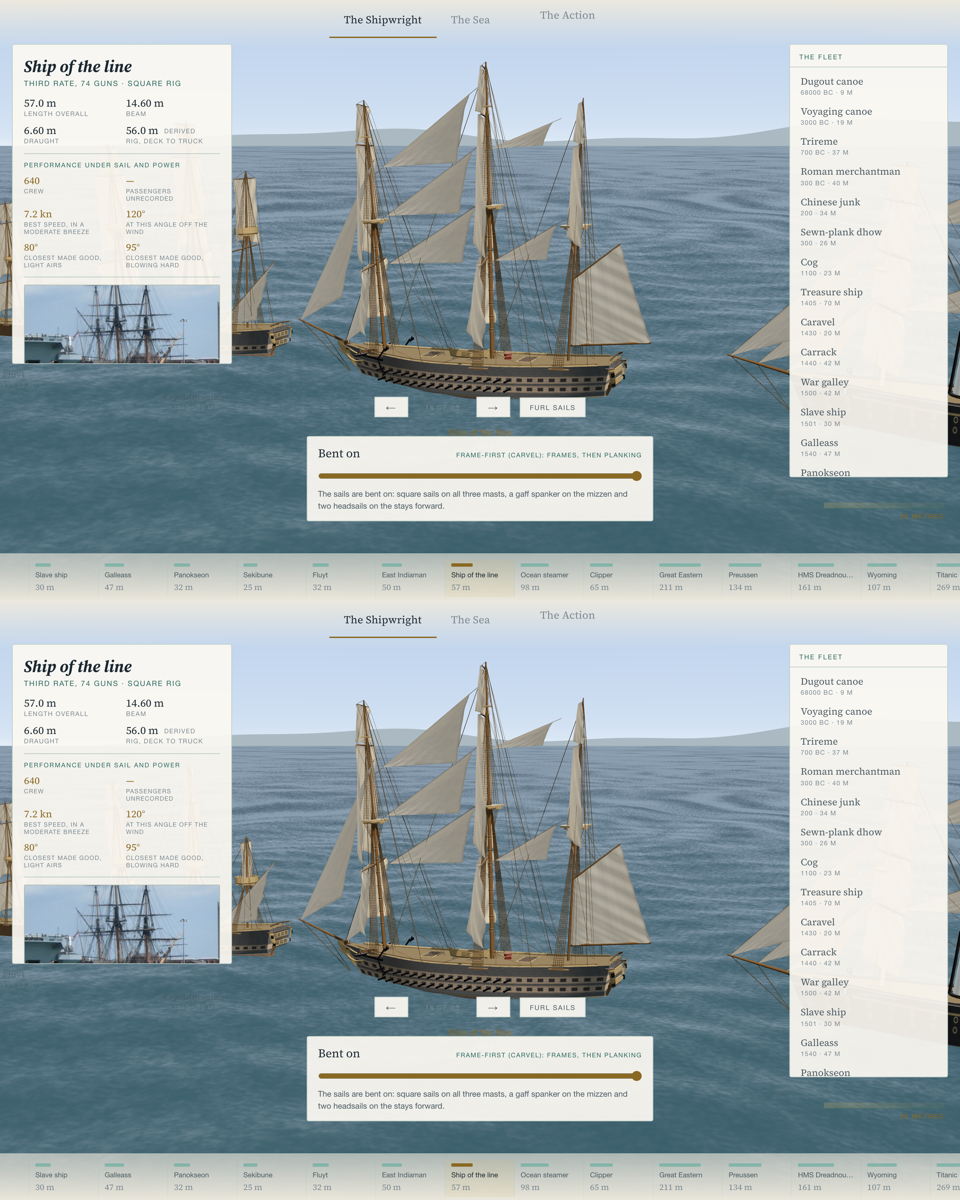 The Shipwright
The Sea
The Action
Ship of the line
THIRD RATE, 74 GUNS · SQUARE RIG
57.0 m
14.60 m
LENGTH OVERALL
BEAM
6.60 m
56.0 m DERIVED
DRAUGHT
RIG, DECK TO TRUCK
PERFORMANCE UNDER SAIL AND POWER
640
—
CREW
PASSENGERS
UNRECORDED
7.2 kn
120°
BEST SPEED, IN A
MODERATE BREEZE
AT THIS ANGLE OFF THE
WIND
80°
95°
CLOSEST MADE GOOD,
LIGHT AIRS
CLOSEST MADE GOOD,
BLOWING HARD
THE FLEET
Dugout canoe
68000 BC · 9 M
Voyaging canoe
3000 BC · 19 M
Trireme
700 BC · 37 M
Roman merchantman
300 BC · 40 M
Chinese junk
200 · 34 M
Sewn-plank dhow
300 · 26 M
Cog
1100 · 23 M
Treasure ship
1405 · 70 M
Caravel
1430 · 20 M
Carrack
1440 · 42 M
War galley
1500 · 42 M
Slave ship
1501 · 30 M
Galleass
1540 · 47 M
Panokseon
←
→
FURL SAILS
Bent on
FRAME-FIRST (CARVEL): FRAMES, THEN PLANKING
The sails are bent on: square sails on all three masts, a gaff spanker on the mizzen and
two headsails on the stays forward.
Slave ship
30 m
Galleass
47 m
Panokseon
32 m
Sekibune
25 m
Fluyt
32 m
East Indiaman
50 m
Ship of the line
57 m
Ocean steamer
98 m
Clipper
65 m
Great Eastern
211 m
Preussen
134 m
HMS Dreadnou...
161 m
Wyoming
107 m
Titanic
269 m
The Shipwright
The Sea
The Action
Ship of the line
THIRD RATE, 74 GUNS · SQUARE RIG
57.0 m
14.60 m
LENGTH OVERALL
BEAM
6.60 m
56.0 m DERIVED
DRAUGHT
RIG, DECK TO TRUCK
PERFORMANCE UNDER SAIL AND POWER
640
—
CREW
PASSENGERS
UNRECORDED
7.2 kn
120°
BEST SPEED, IN A
MODERATE BREEZE
AT THIS ANGLE OFF THE
WIND
80°
95°
CLOSEST MADE GOOD,
LIGHT AIRS
CLOSEST MADE GOOD,
BLOWING HARD
THE FLEET
Dugout canoe
68000 BC · 9 M
Voyaging canoe
3000 BC · 19 M
Trireme
700 BC · 37 M
Roman merchantman
300 BC · 40 M
Chinese junk
200 · 34 M
Sewn-plank dhow
300 · 26 M
Cog
1100 · 23 M
Treasure ship
1405 · 70 M
Caravel
1430 · 20 M
Carrack
1440 · 42 M
War galley
1500 · 42 M
Slave ship
1501 · 30 M
Galleass
1540 · 47 M
Panokseon
←
→
FURL SAILS
Bent on
FRAME-FIRST (CARVEL): FRAMES, THEN PLANKING
The sails are bent on: square sails on all three masts, a gaff spanker on the mizzen and
two headsails on the stays forward.
Slave ship
30 m
Galleass
47 m
Panokseon
32 m
Sekibune
25 m
Fluyt
32 m
East Indiaman
50 m
Ship of the line
57 m
Ocean steamer
98 m
Clipper
65 m
Great Eastern
211 m
Preussen
134 m
HMS Dreadnou...
161 m
Wyoming
107 m
Titanic
269 m